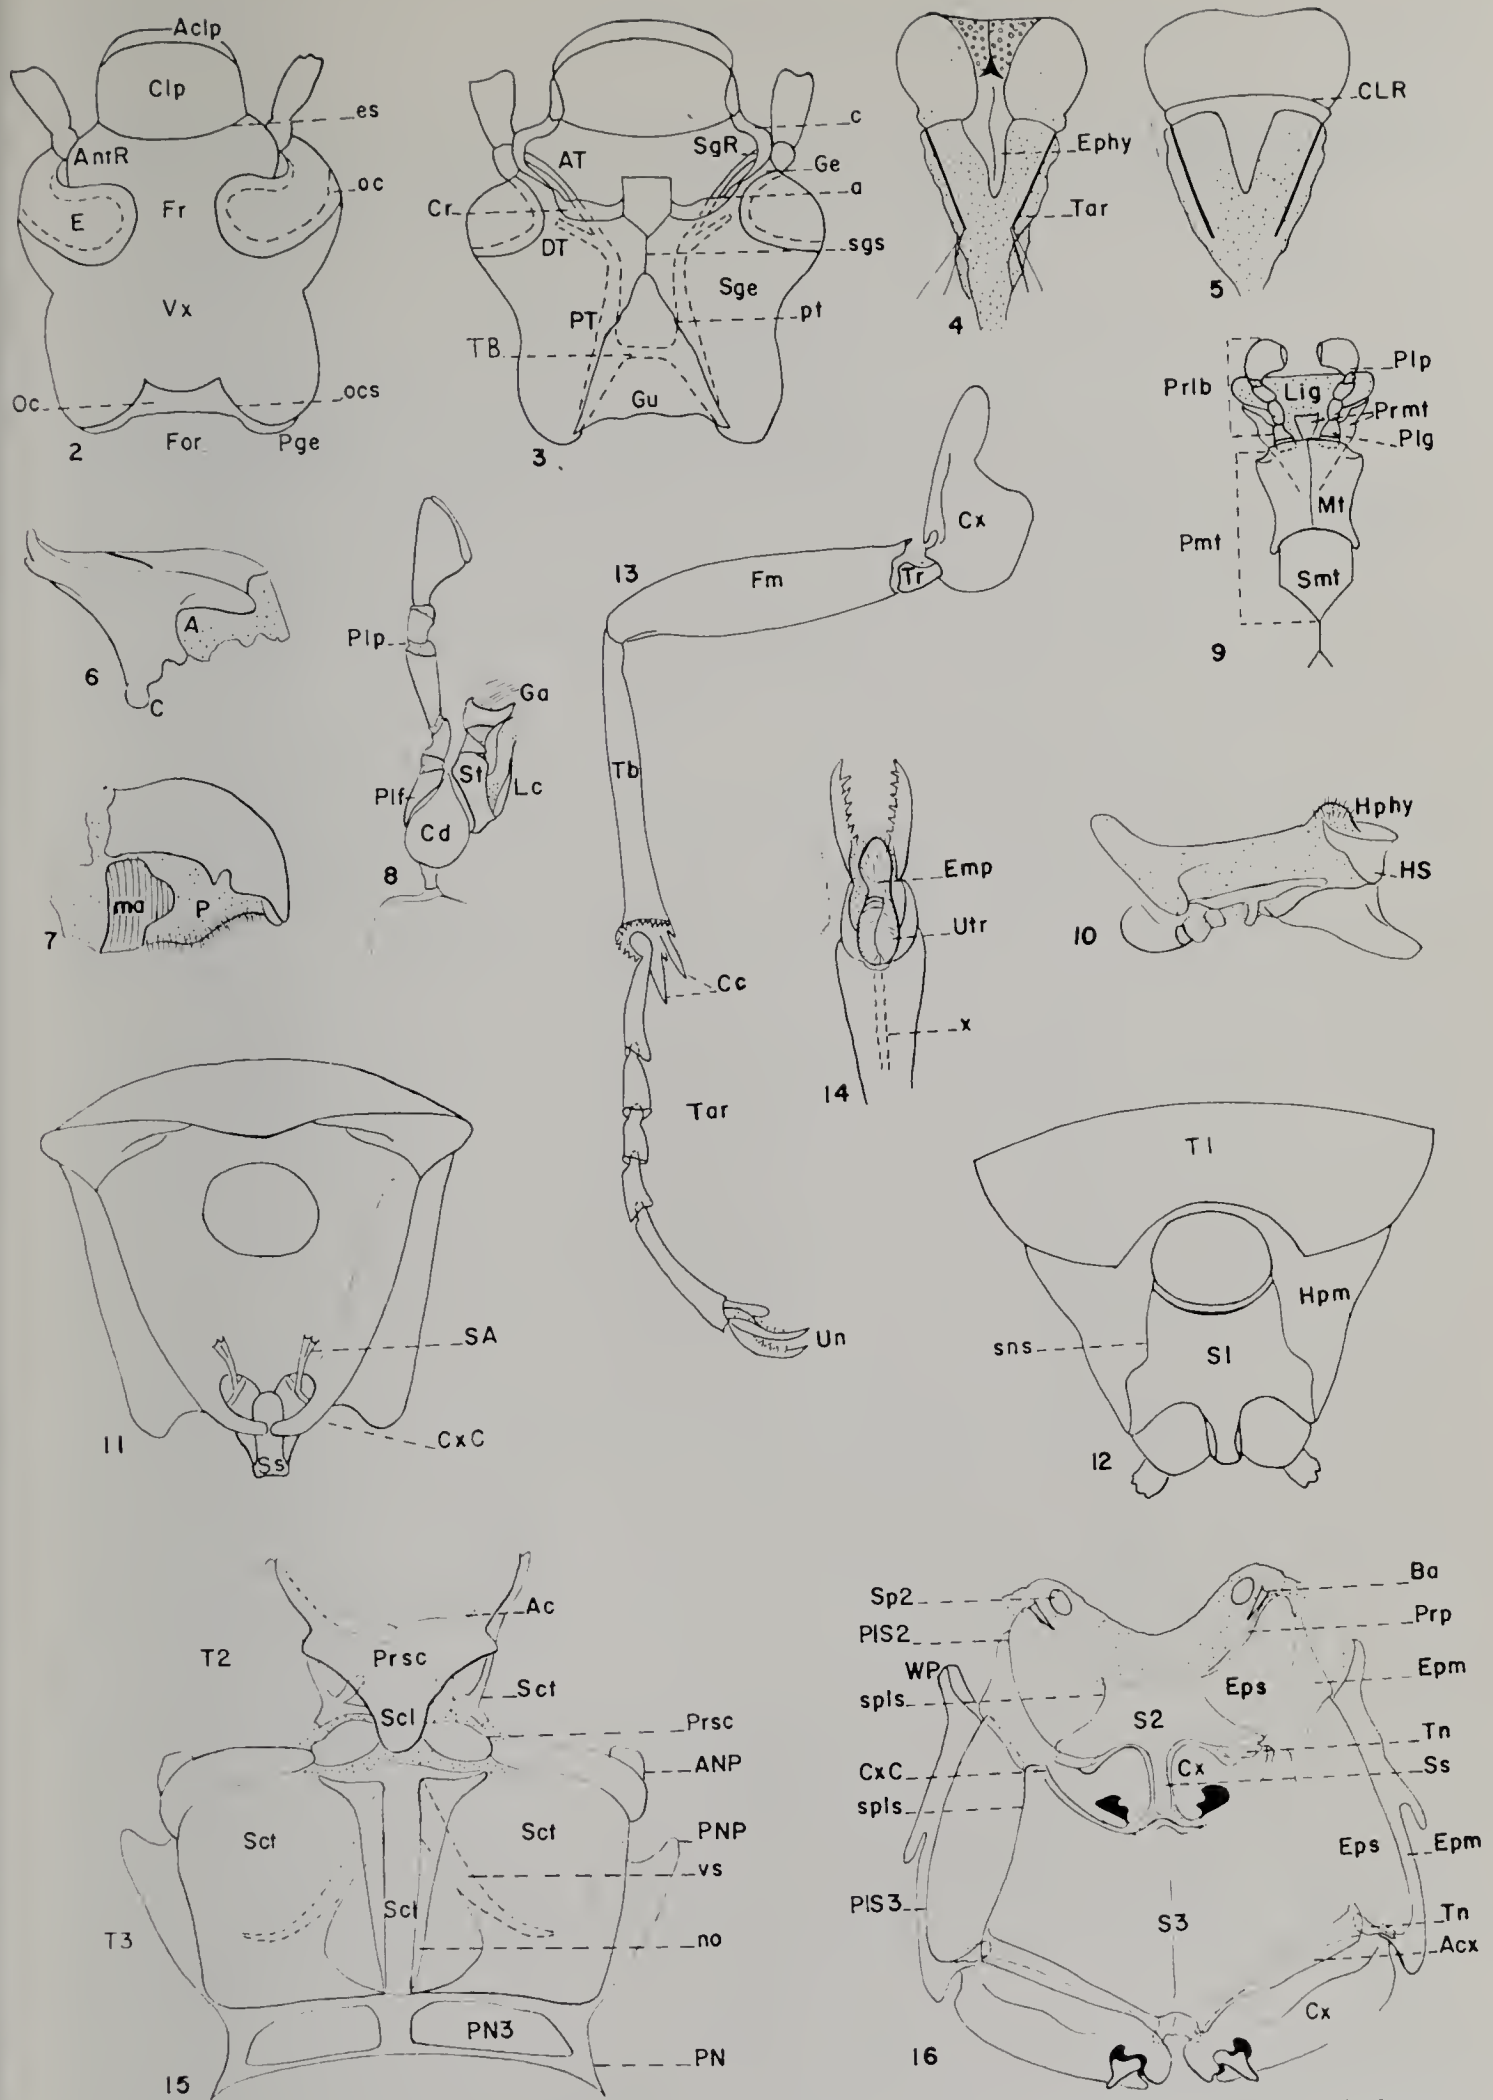 Aclp
Clp
es
AntR
oc
E
Fr
Vx
Oc
ocs
For
Pge
2
c
SgR
AT
Ge
a
Cr
DT
sgs
Sge
PT
pt
TB
Gu
3
Ephy
Tar
4
CLR
5
Plp
Prlb
Lig
Prmt
Plg
Mt
Pmt
Smt
9
A
6
C
ma
P
7
Plp
Ga
St
Lc
Plf
Cd
8
13
Cx
Fm
Tr
Tb
Cc
Tar
Un
Emp
Utr
x
14
Hphy
HS
10
SA
CxC
Ss
11
T1
Hpm
sns
S1
12
Ac
T2
Prsc
Sct
Scl
Prsc
ANP
Sct
Sct
PNP
vs
Scl
T3
no
PN3
PN
15
Sp2
Ba
PlS2
Prp
WP
Epm
spls
Eps
S2
Tn
CxC
Cx
Ss
spls
Eps
Epm
PlS3
S3
Tn
Acx
Cx
16